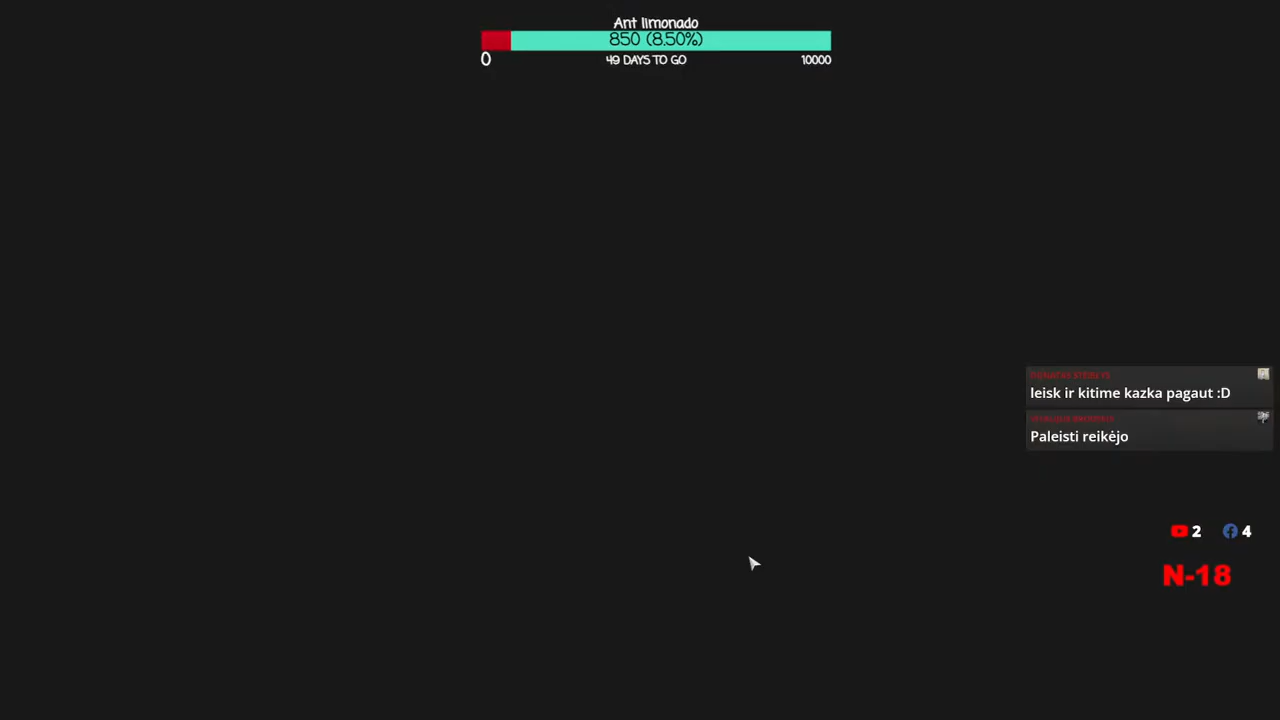 Ant limonado
850 (8.50%)
0 49 DAYS TO GO 10000
leisk ir kitime kazka pagaut :D
Paleisti reikėjo
2 4
N-18